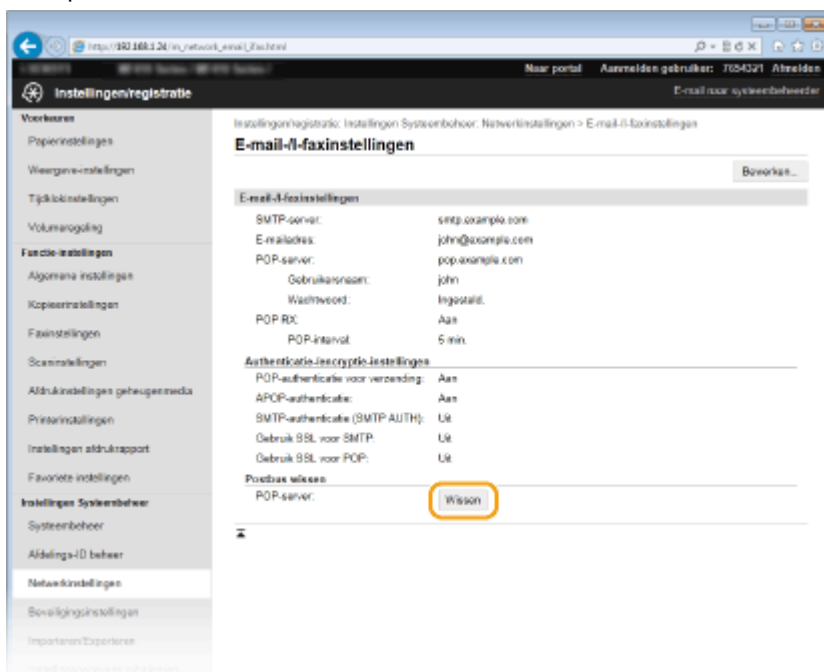 http://192.168.1.24/m_network_email_ifax.html
Naar portal Aanmelden gebruiker: 7654321 Afmelden
Instellingen/registratie
E-mail naar systeembeheerder
Voorkeuren
Papierinstellingen
Weergave-instellingen
Tijdklokinstellingen
Volumeregeling
Functie-instellingen
Algemene instellingen
Kopieerinstellingen
Faxinstellingen
Scaninstellingen
Afdrukinstellingen geheugenmedia
Printerinstellingen
Instellingen afdrukrapport
Favoriete instellingen
Instellingen Systeembeheer
Systeembeheer
Afdelings-ID beheer
Netwerkinstellingen
Beveiligingsinstellingen
Importeren/Exporteren
Instellingen/registratie: Instellingen Systeembeheer: Netwerkinstellingen > E-mail-/I-faxinstellingen
E-mail-/I-faxinstellingen
Bewerken...
E-mail-/I-faxinstellingen
SMTP-server: smtp.example.com
E-mailadres: john@example.com
POP-server: pop.example.com
Gebruikersnaam: john
Wachtwoord: Ingesteld.
POP RX: Aan
POP-interval: 5 min.
Authenticatie-/encryptie-instellingen
POP-authenticatie voor verzending: Aan
APOP-authenticatie: Aan
SMTP-authenticatie (SMTP AUTH): Uit
Gebruik SSL voor SMTP: Uit
Gebruik SSL voor POP: Uit
Postbus wissen
POP-server: Wissen